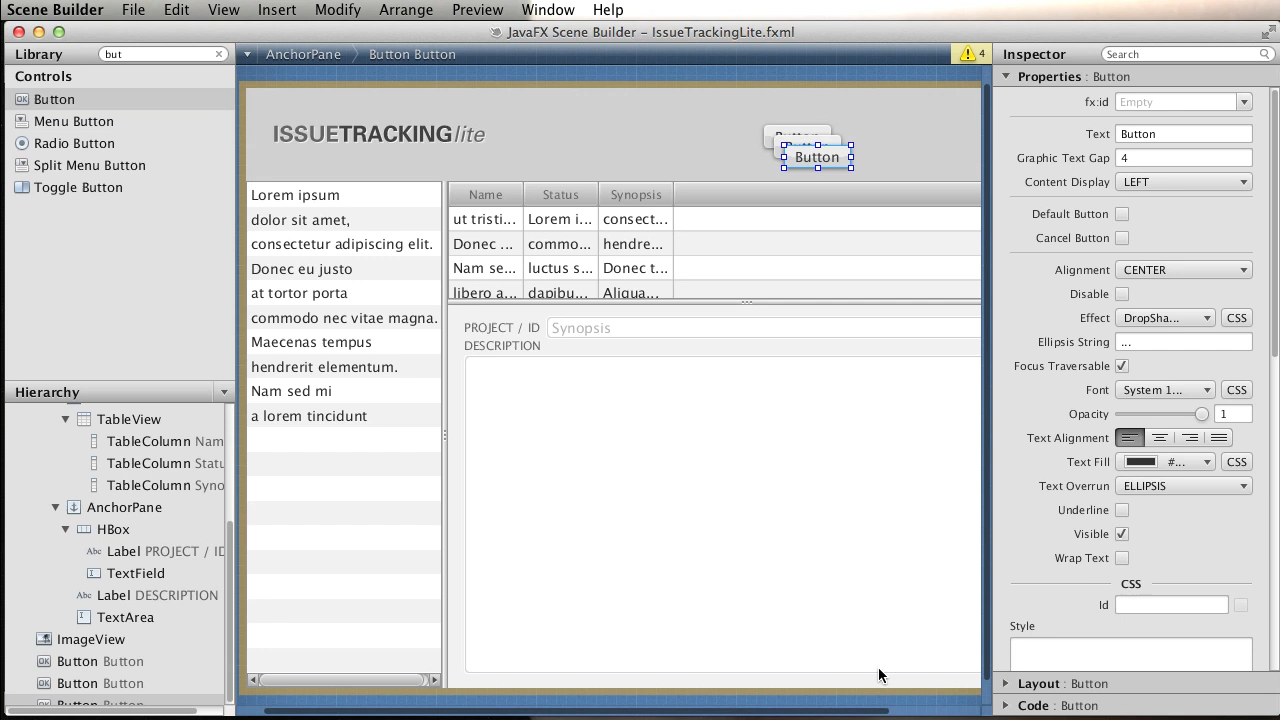 Scene Builder File Edit View Insert Modify Arrange Preview Window Help
JavaFX Scene Builder – IssueTrackingLite.fxml
Library but
AnchorPane Button Button 4
Inspector Search
Controls
Button
Menu Button
Radio Button
Split Menu Button
Toggle Button
Hierarchy
TableView
TableColumn Nam
TableColumn Statu
TableColumn Syno
AnchorPane
HBox
Label PROJECT / ID
TextField
Label DESCRIPTION
TextArea
ImageView
Button Button
Button Button
Button Button
ISSUETRACKINGlite
Button
Button
Button
Lorem ipsum
dolor sit amet,
consectetur adipiscing elit.
Donec eu justo
at tortor porta
commodo nec vitae magna.
Maecenas tempus
hendrerit elementum.
Nam sed mi
a lorem tincidunt
Name Status Synopsis
ut tristi... Lorem i... consect...
Donec ... commo... hendre...
Nam se... luctus s... Donec t...
libero a... dapibu... Aliqua...
PROJECT / ID Synopsis
DESCRIPTION
Properties : Button
fx:id Empty
Text Button
Graphic Text Gap 4
Content Display LEFT
Default Button
Cancel Button
Alignment CENTER
Disable
Effect DropSha... CSS
Ellipsis String ...
Focus Traversable
Font System 1... CSS
Opacity 1
Text Alignment
Text Fill #... CSS
Text Overrun ELLIPSIS
Underline
Visible
Wrap Text
CSS
Id
Style
Layout : Button
Code : Button